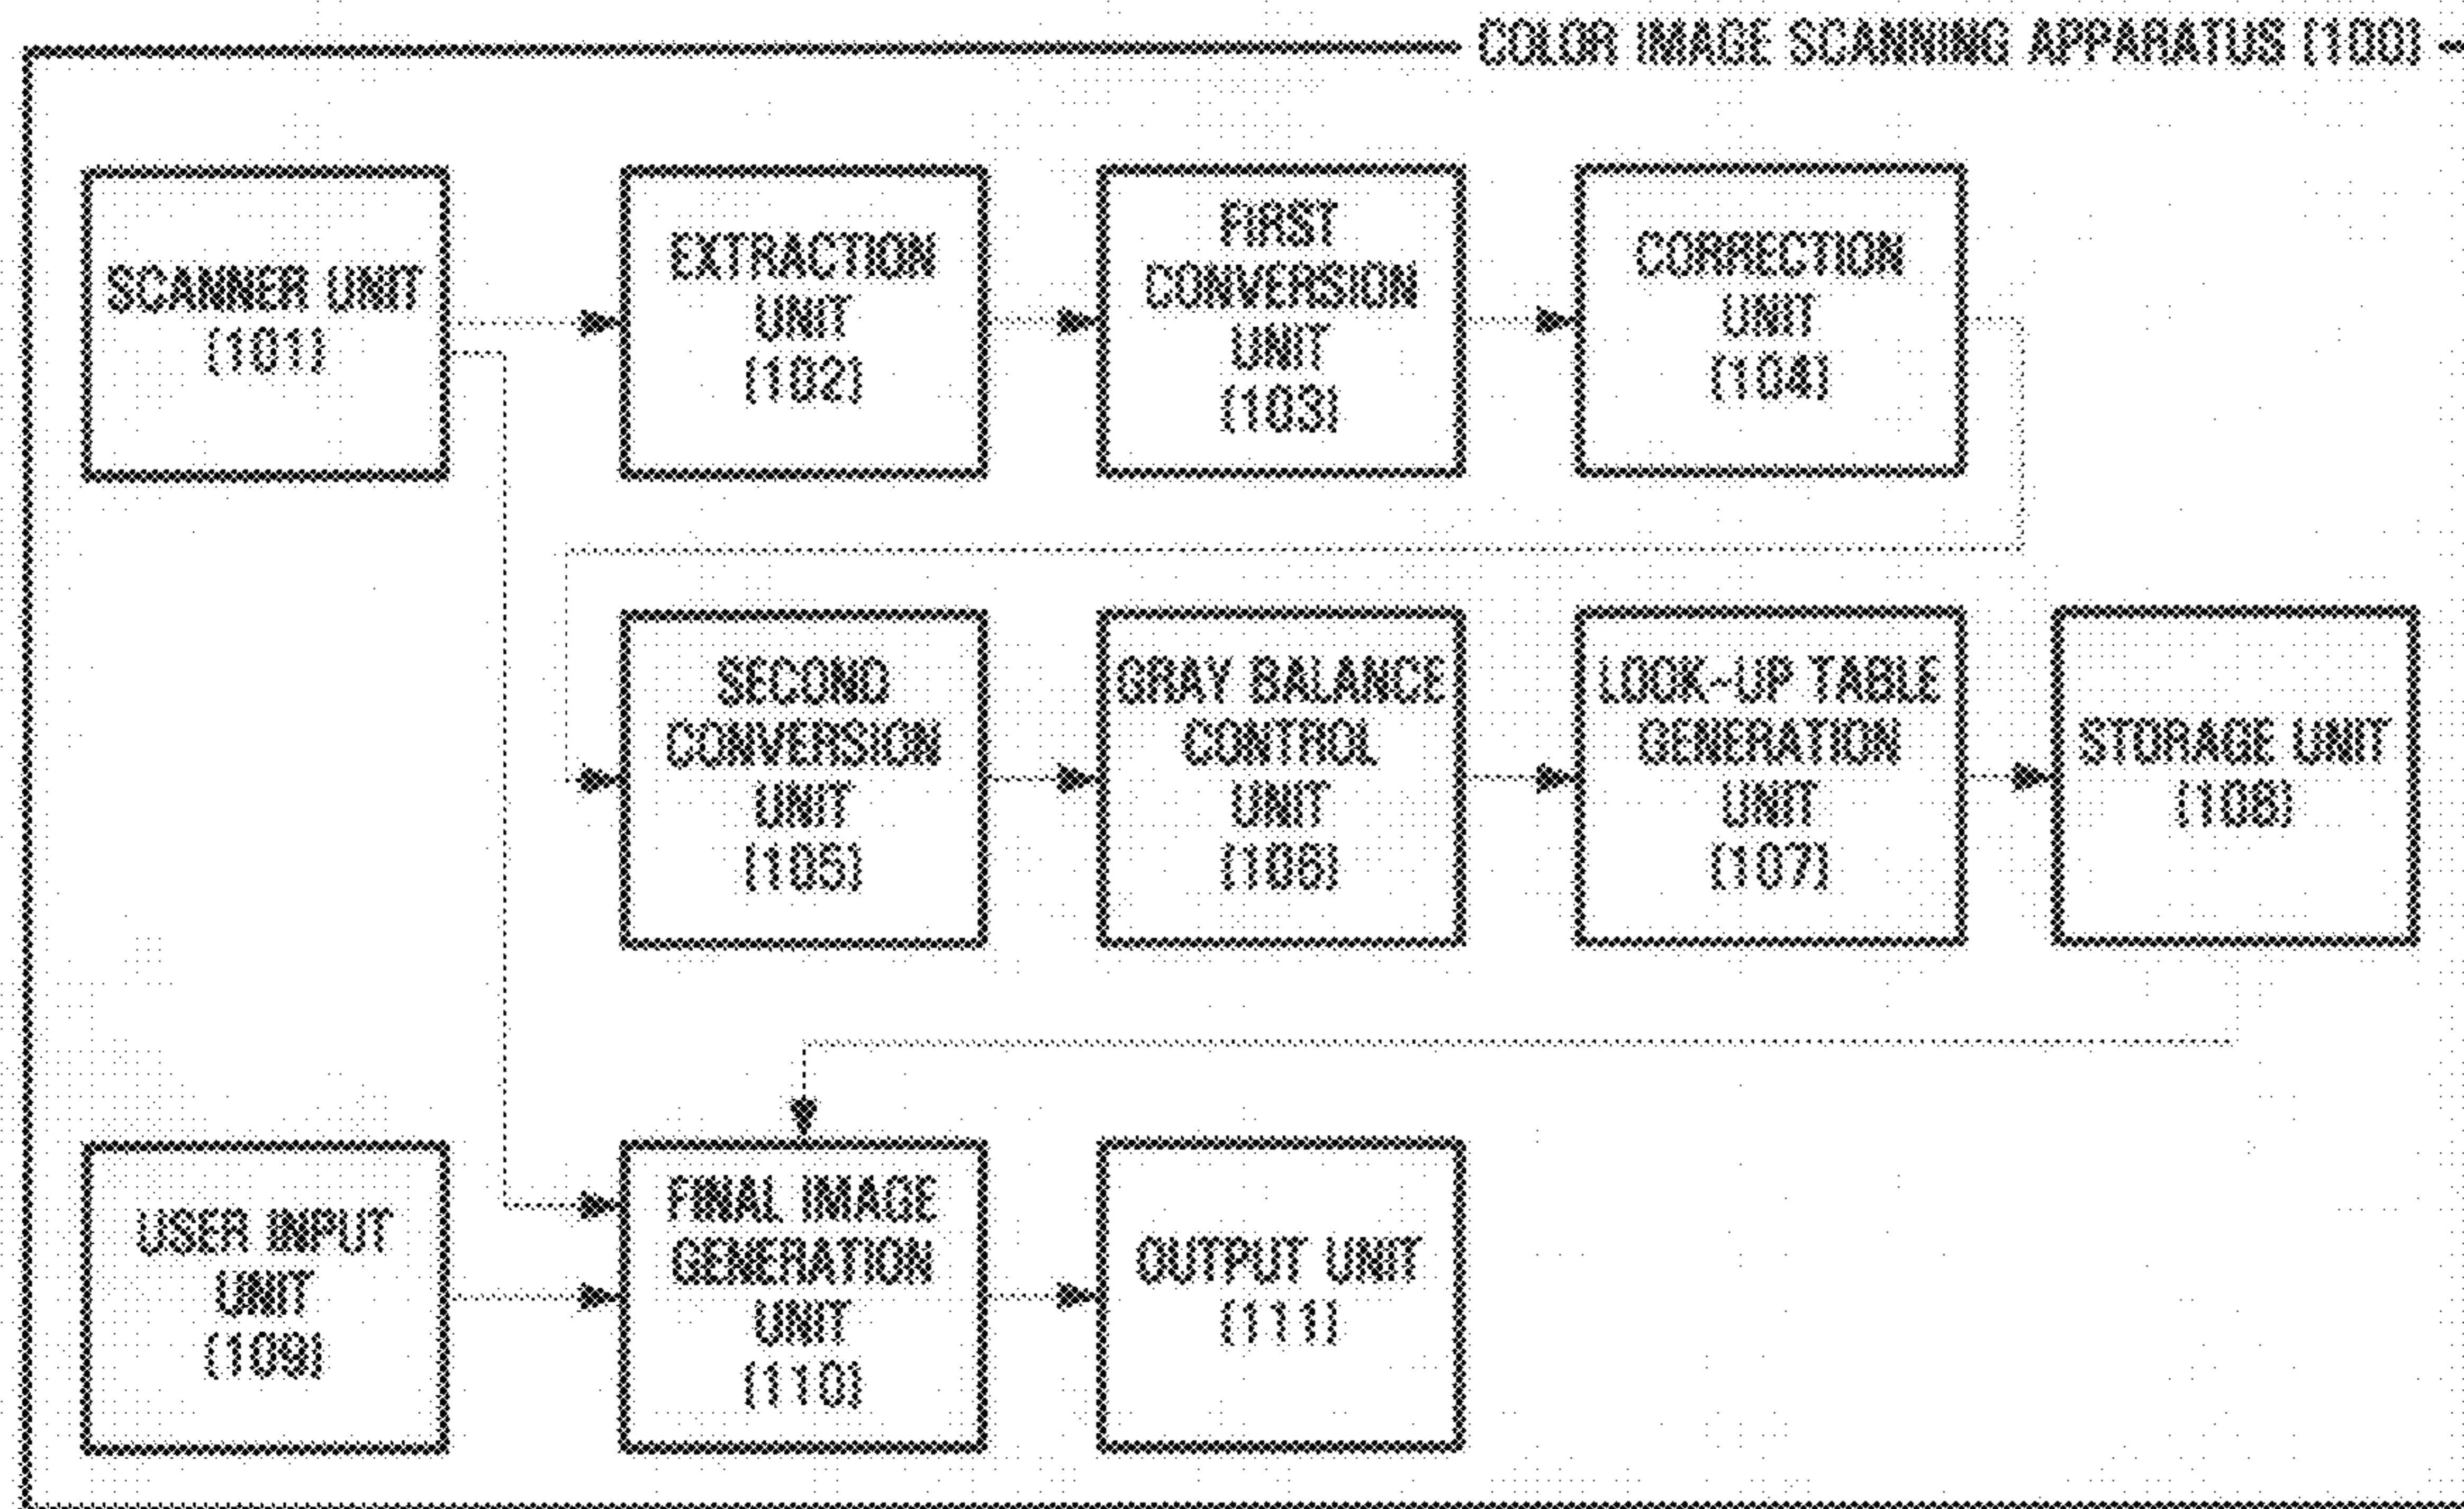 COLOR IMAGE SCANNING APPARATUS (100)
SCANNER UNIT
(101)
EXTRACTION
UNIT
(102)
FIRST
CONVERSION
UNIT
(103)
CORRECTION
UNIT
(104)
SECOND
CONVERSION
UNIT
(105)
GRAY BALANCE
CONTROL
UNIT
(106)
LOOK-UP TABLE
GENERATION
UNIT
(107)
STORAGE UNIT
(108)
USER INPUT
UNIT
(109)
FINAL IMAGE
GENERATION
UNIT
(110)
OUTPUT UNIT
(111)